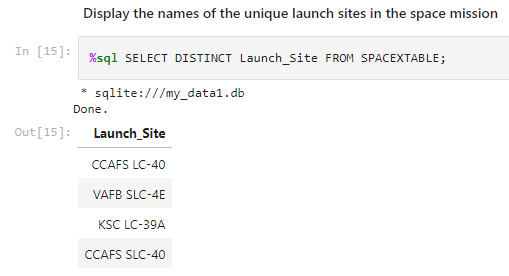 Display the names of the unique launch sites in the space mission
In [15]: %sql SELECT DISTINCT Launch_Site FROM SPACEXTABLE;
* sqlite:///my_data1.db
Done.
Out[15]: Launch_Site
CCAFS LC-40
VAFB SLC-4E
KSC LC-39A
CCAFS SLC-40